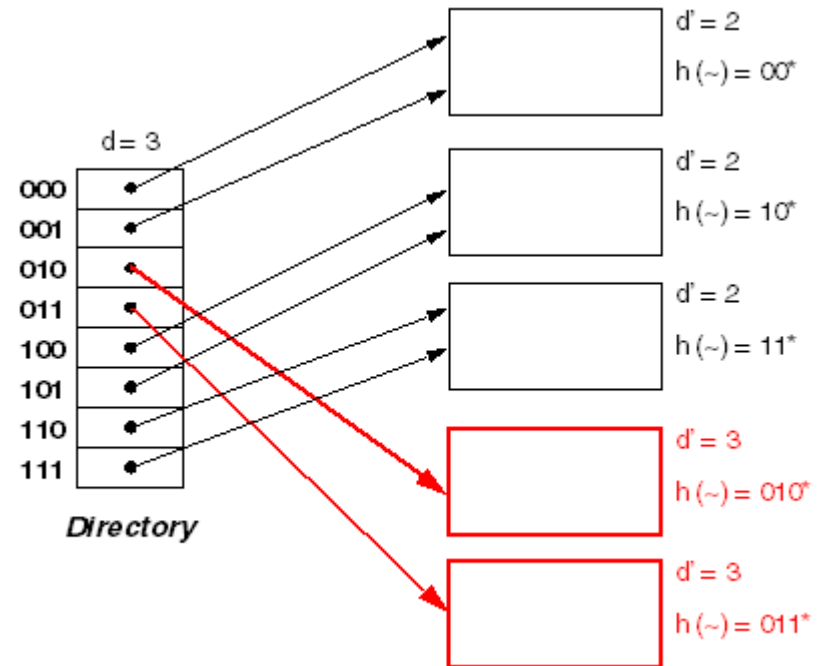 d' = 2
h (~) = 00*
d = 3
d' = 2
000
h (~) = 10*
001
010
011
d' = 2
100
h (~) = 11*
101
110
111
d' = 3
h (~) = 010*
Directory
d' = 3
h (~) = 011*